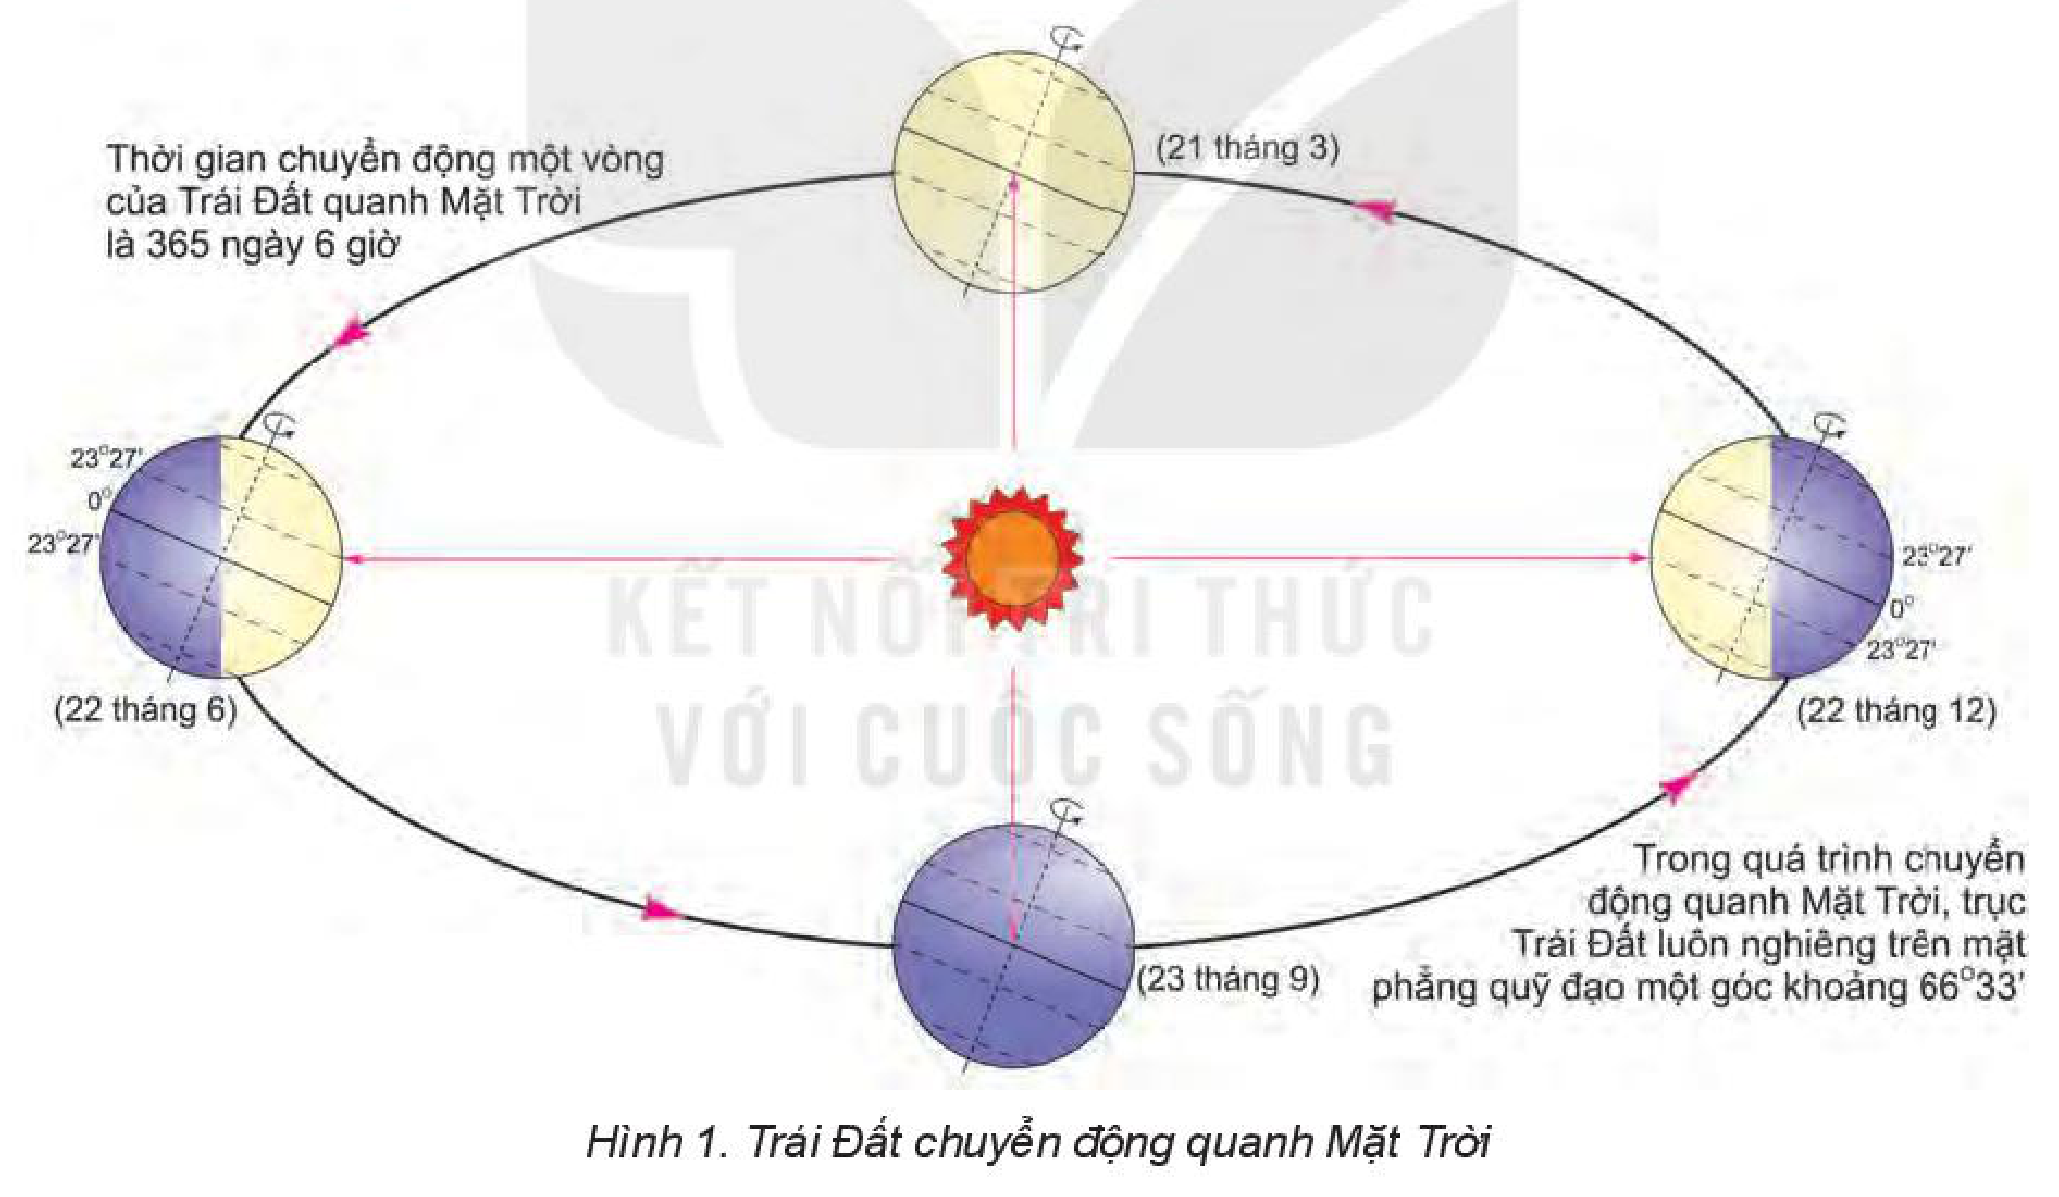 Thời gian chuyển động một vòng
của Trái Đất quanh Mặt Trời
là 365 ngày 6 giờ
(21 tháng 3)
23°27'
0°
23°27'
(22 tháng 6)
23°27'
0°
23°27'
(22 tháng 12)
KẾT NỐI TRI THỨC
VỚI CUỘC SỐNG
(23 tháng 9)
Trong quá trình chuyển
động quanh Mặt Trời, trục
Trái Đất luôn nghiêng trên mặt
phẳng quỹ đạo một góc khoảng 66°33'
Hình 1. Trái Đất chuyển động quanh Mặt Trời